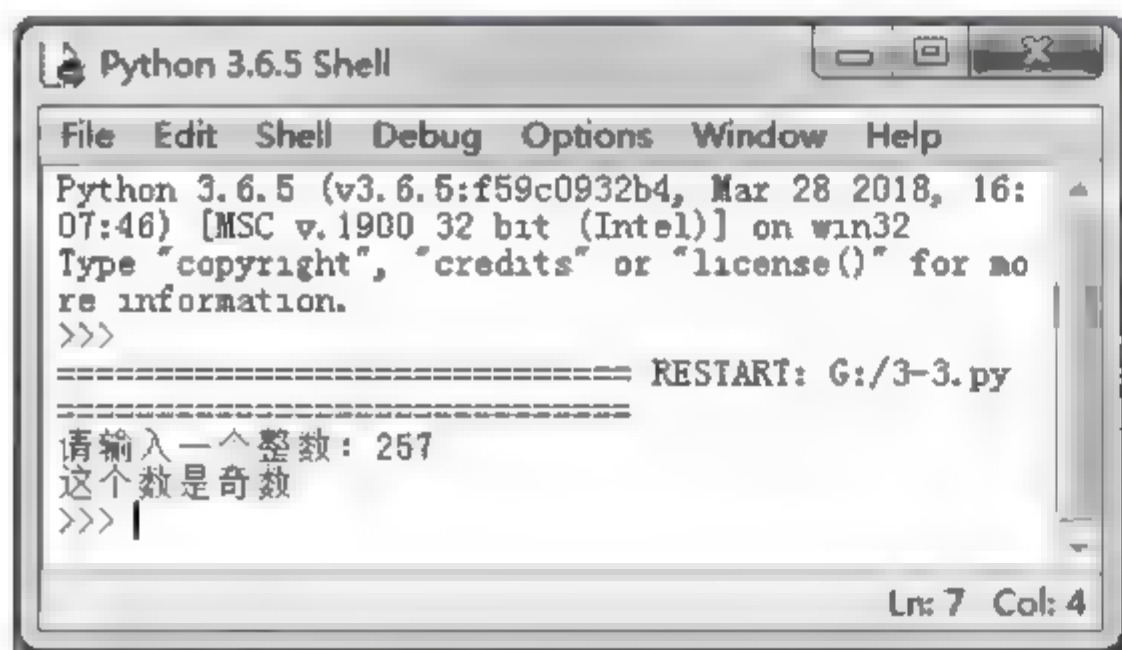 Python 3.6.5 Shell
File Edit Shell Debug Options Window Help
Python 3.6.5 (v3.6.5:f59c0932b4, Mar 28 2018, 16:
07:46) [MSC v.1900 32 bit (Intel)] on win32
Type "copyright", "credits" or "license()" for mo
re information.
>>>
============================== RESTART: G:/3-3.py
==============================
请输入一个整数：257
这个数是奇数
>>>
Ln: 7 Col: 4